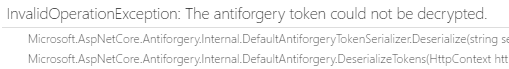 InvalidOperationException: The antiforgery token could not be decrypted.
Microsoft.AspNetCore.Antiforgery.Internal.DefaultAntiforgeryTokenSerializer.Deserialize(string se
Microsoft.AspNetCore.Antiforgery.Internal.DefaultAntiforgery.DeserializeTokens(HttpContext htt